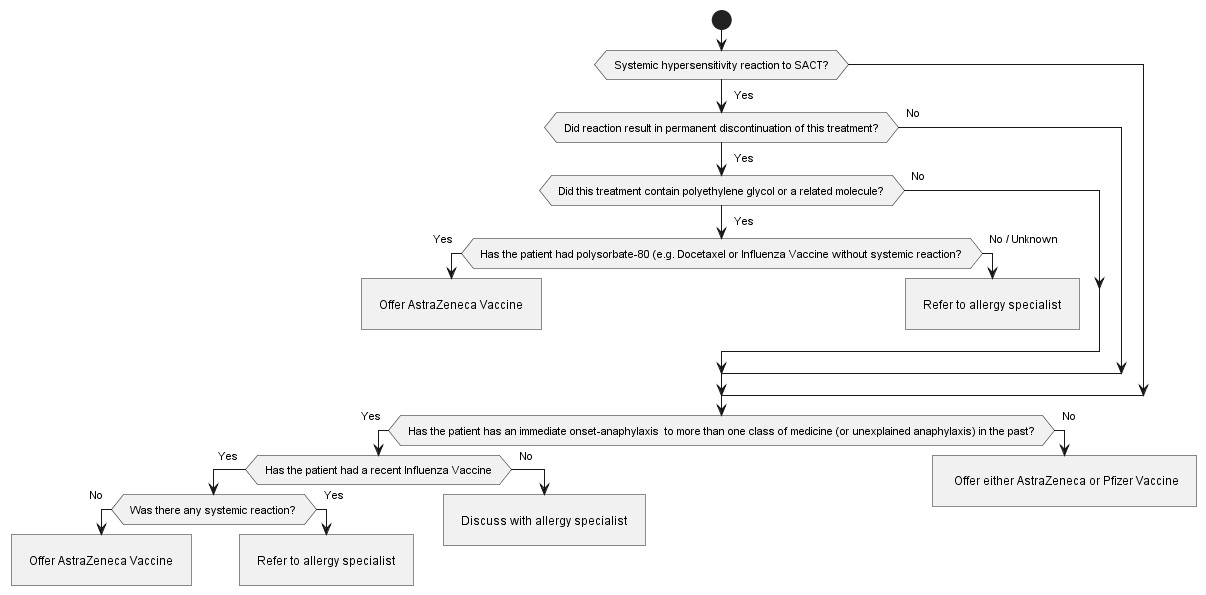 Systemic hypersensitivity reaction to SACT?
Yes
Did reaction result in permanent discontinuation of this treatment?
No
Yes
Did this treatment contain polyethylene glycol or a related molecule?
No
Yes
Yes
Has the patient had polysorbate-80 (e.g. Docetaxel or Influenza Vaccine without systemic reaction?
No / Unknown
Offer AstraZeneca Vaccine
Refer to allergy specialist
Yes
Has the patient has an immediate onset-anaphylaxis  to more than one class of medicine (or unexplained anaphylaxis) in the past?
No
Yes
Has the patient had a recent Influenza Vaccine
No
Offer either AstraZeneca or Pfizer Vaccine
No
Was there any systemic reaction?
Yes
Discuss with allergy specialist
Offer AstraZeneca Vaccine
Refer to allergy specialist